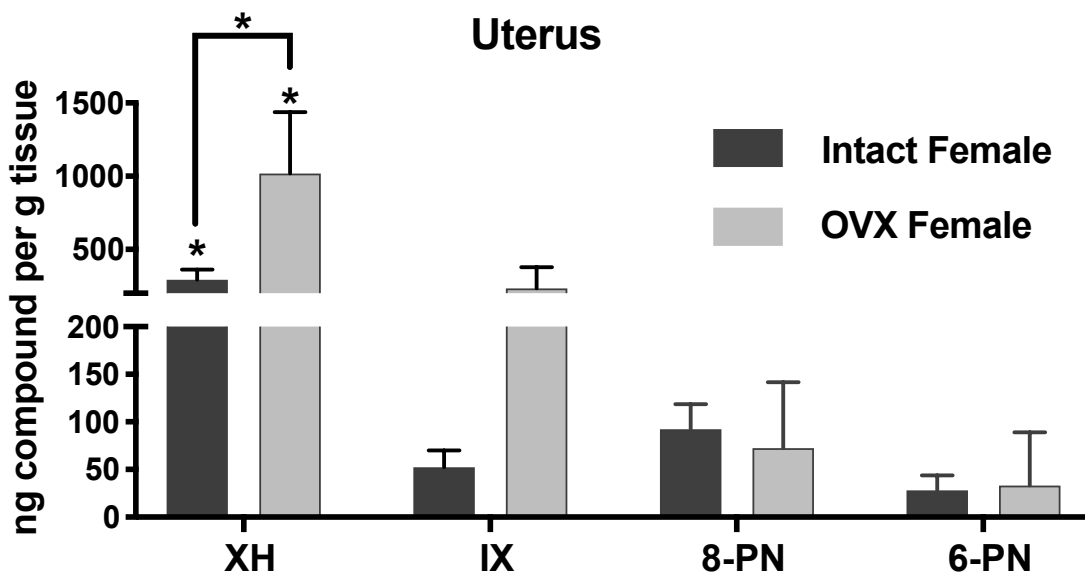 Uterus
*
*
*
ng compound per g tissue
1500
1000
500
200
150
100
50
0
Intact Female
OVX Female
XH
IX
8-PN
6-PN